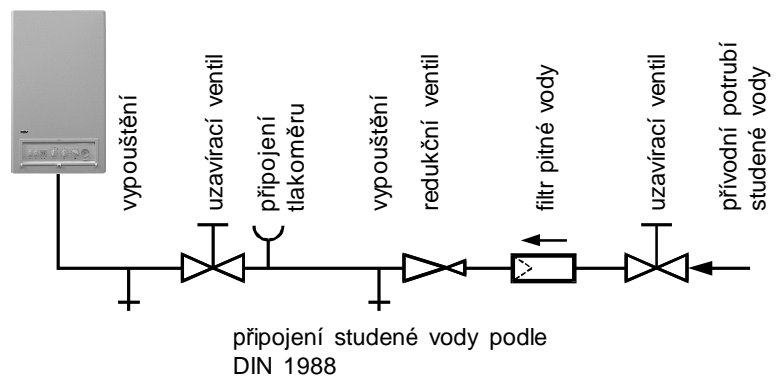 vypouštění
uzavírací ventil
připojení
tlakoměru
vypouštění
redukční ventil
filtr pitné vody
uzavírací ventil
přívodní potrubí
studené vody
připojení studené vody podle
DIN 1988